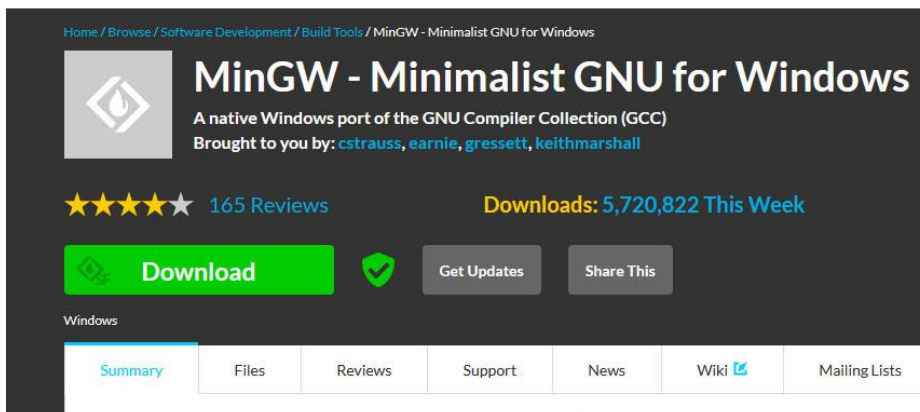 Home / Browse / Software Development / Build Tools / MinGW - Minimalist GNU for Windows
MinGW - Minimalist GNU for Windows
A native Windows port of the GNU Compiler Collection (GCC)
Brought to you by: cstrauss, earnie, gressett, keithmarshall
165 Reviews
Downloads: 5,720,822 This Week
SF
Download
Get Updates
Share This
Windows
Summary
Files
Reviews
Support
News
Wiki
Mailing Lists